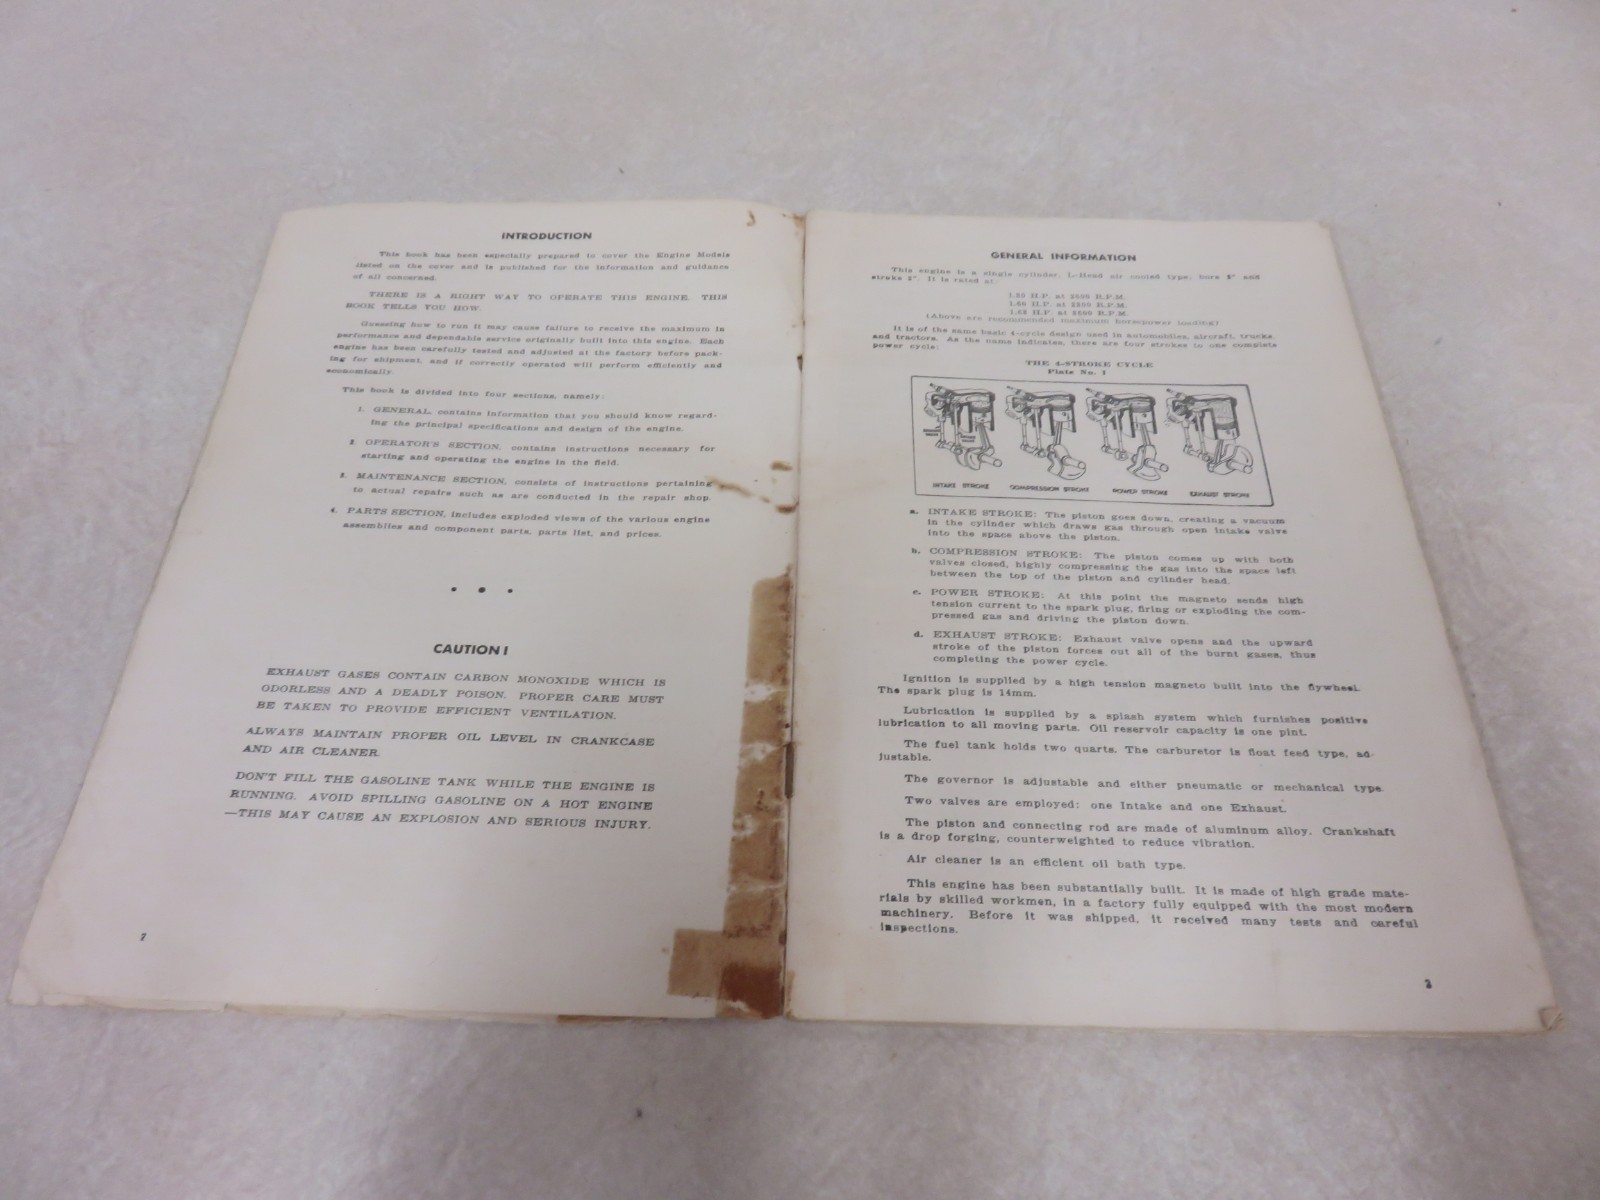 INTRODUCTION
This book has been especially prepared to cover the Engine Models
listed on the cover and is published for the information and guidance
of all concerned.
THERE IS A RIGHT WAY TO OPERATE THIS ENGINE. THIS
BOOK TELLS YOU HOW.
Guessing how to run it may cause failure to receive the maximum in
performance and dependable service originally built into this engine. Each
engine has been carefully tested and adjusted at the factory before pack-
ing for shipment, and if correctly operated will perform efficiently and
economically.
This book is divided into four sections, namely:
1. GENERAL, contains information that you should know regard-
ing the principal specifications and design of the engine.
2. OPERATOR'S SECTION, contains instructions necessary for
starting and operating the engine in the field.
3. MAINTENANCE SECTION, consists of instructions pertaining
to actual repairs such as are conducted in the repair shop.
4. PARTS SECTION, includes exploded views of the various engine
assemblies and component parts, parts list, and prices.
• • •
CAUTION!
EXHAUST GASES CONTAIN CARBON MONOXIDE WHICH IS
ODORLESS AND A DEADLY POISON. PROPER CARE MUST
BE TAKEN TO PROVIDE EFFICIENT VENTILATION.
ALWAYS MAINTAIN PROPER OIL LEVEL IN CRANKCASE
AND AIR CLEANER.
DON'T FILL THE GASOLINE TANK WHILE THE ENGINE IS
RUNNING. AVOID SPILLING GASOLINE ON A HOT ENGINE
—THIS MAY CAUSE AN EXPLOSION AND SERIOUS INJURY.
GENERAL INFORMATION
This engine is a single cylinder, L-Head air cooled type, bore 2" and
stroke 2". It is rated at:
H.P. at R.P.M.
H.P. at R.P.M.
H.P. at R.P.M.
(Above are recommended maximum horsepower loading)
It is of the same basic 4-cycle design used in automobiles, aircraft, trucks
and tractors. As the name indicates, there are four strokes in one complete
power cycle:
THE 4-STROKE CYCLE
Plate No. 1
INTAKE STROKE COMPRESSION STROKE POWER STROKE EXHAUST STROKE
a. INTAKE STROKE: The piston goes down, creating a vacuum
in the cylinder which draws gas through open intake valve
into the space above the piston.
b. COMPRESSION STROKE: The piston comes up with both
valves closed, highly compressing the gas into the space left
between the top of the piston and cylinder head.
c. POWER STROKE: At this point the magneto sends high
tension current to the spark plug, firing or exploding the com-
pressed gas and driving the piston down.
d. EXHAUST STROKE: Exhaust valve opens and the upward
stroke of the piston forces out all of the burnt gases, thus
completing the power cycle.
Ignition is supplied by a high tension magneto built into the flywheel.
The spark plug is 14mm.
Lubrication is supplied by a splash system which furnishes positive
lubrication to all moving parts. Oil reservoir capacity is one pint.
The fuel tank holds two quarts. The carburetor is float feed type, ad-
justable.
The governor is adjustable and either pneumatic or mechanical type.
Two valves are employed: one Intake and one Exhaust.
The piston and connecting rod are made of aluminum alloy. Crankshaft
is a drop forging, counterweighted to reduce vibration.
Air cleaner is an efficient oil bath type.
This engine has been substantially built. It is made of high grade mate-
rials by skilled workmen, in a factory fully equipped with the most modern
machinery. Before it was shipped, it received many tests and careful
inspections.